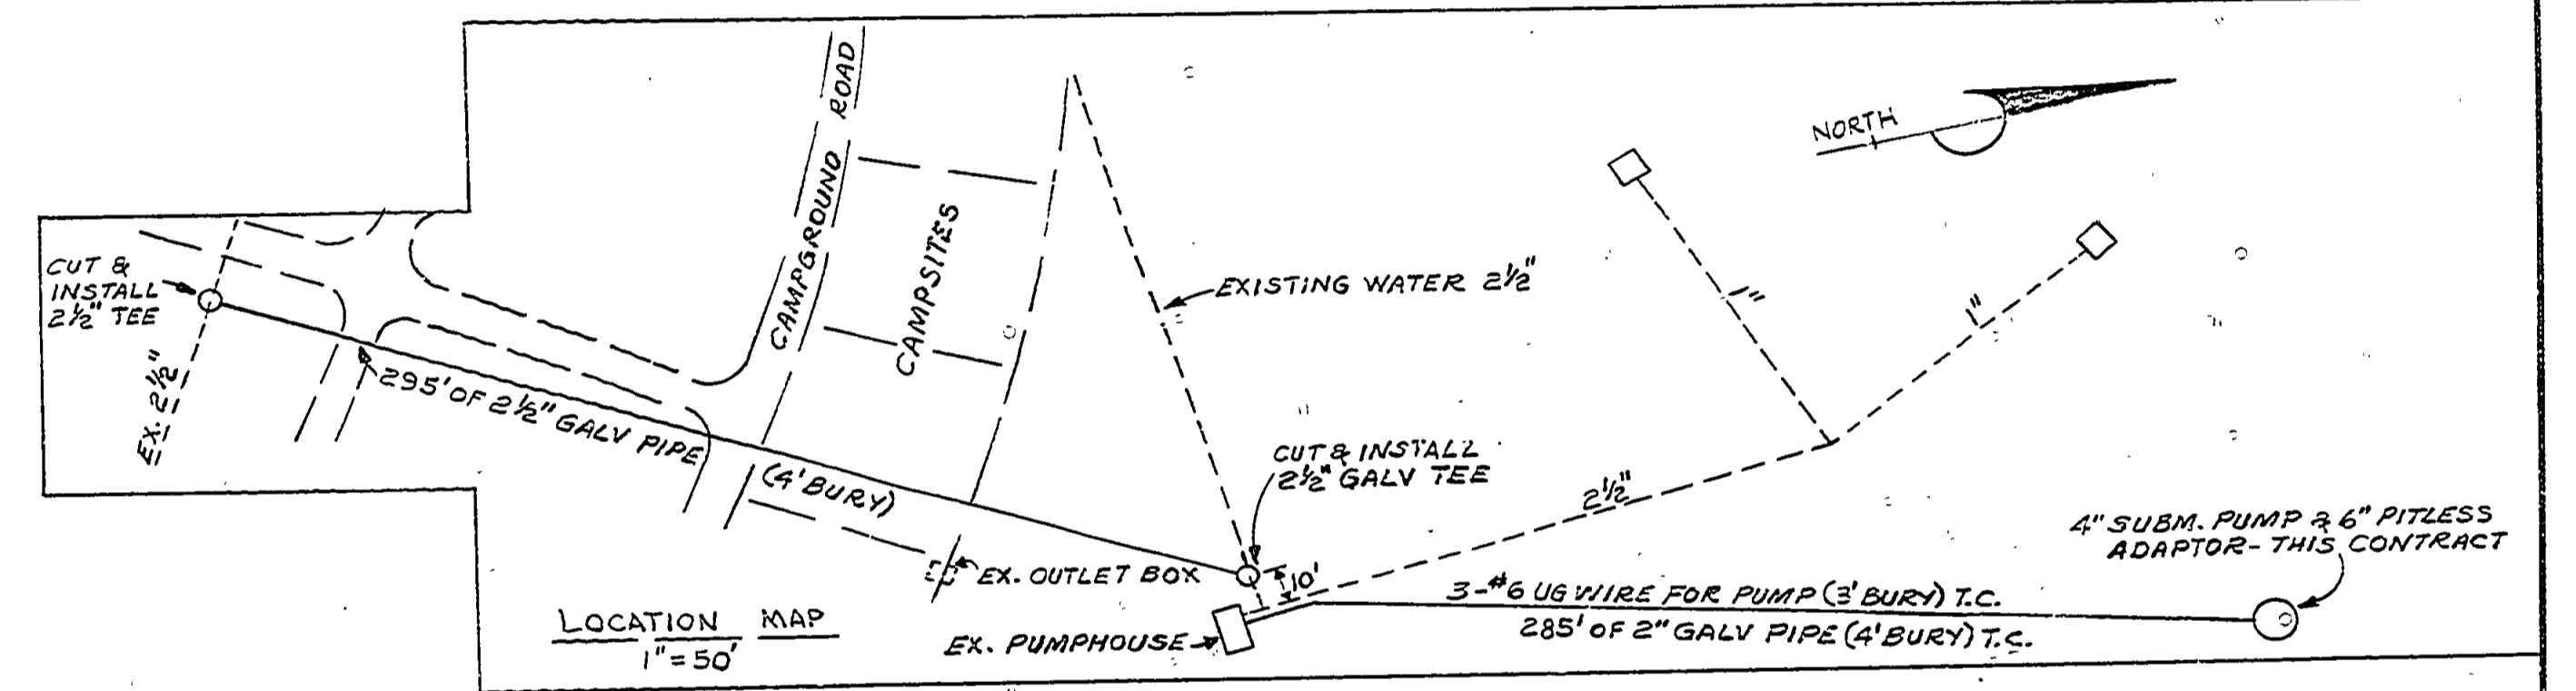 NORTH
CAMPGROUND ROAD
CAMPSITES
CUT &
INSTALL
2½" TEE
EX. 2½"
295' OF 2½" GALV PIPE
(4' BURY)
EXISTING WATER 2½"
1"
1"
CUT & INSTALL
2½" GALV TEE
2½"
10'
4" SUBM. PUMP & 6" PITLESS
ADAPTOR- THIS CONTRACT
EX. OUTLET BOX
3-#6 UG WIRE FOR PUMP (3' BURY) T.C.
285' OF 2" GALV PIPE (4' BURY) T.C.
EX. PUMPHOUSE
LOCATION MAP
1"=50'